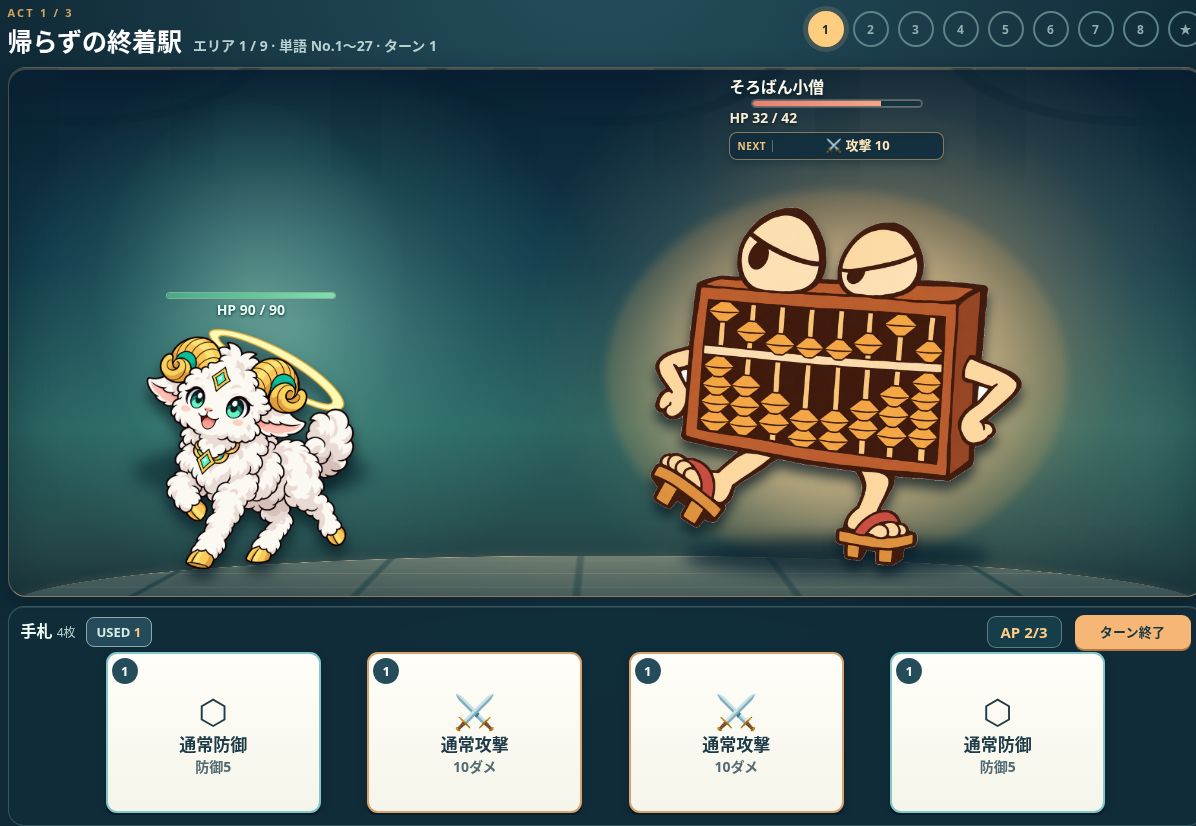 ACT 1 / 3
帰らずの終着駅 エリア 1 / 9 · 単語 No.1〜27 · ターン 1
1 2 3 4 5 6 7 8 ★
そろばん小僧
HP 32 / 42
NEXT ⚔️ 攻撃 10
HP 90 / 90
手札 4枚 USED 1 AP 2/3 ターン終了
1 1 1 1
通常防御 通常攻撃 通常攻撃 通常防御
防御5 10ダメ 10ダメ 防御5